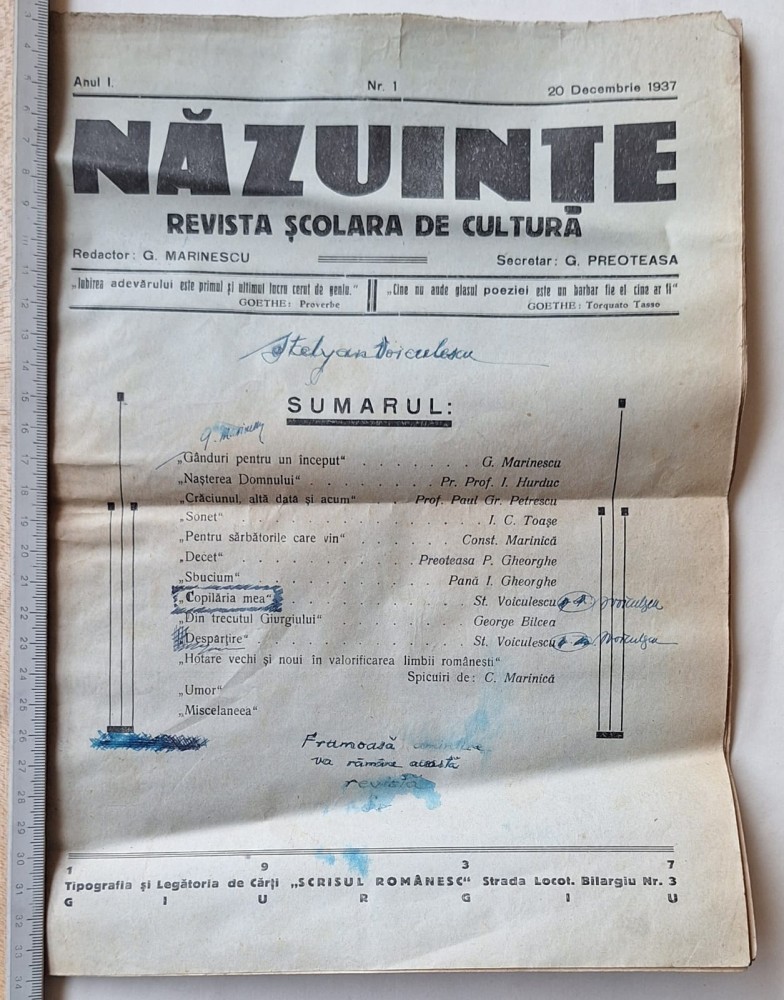 Anul I. Nr. 1 20 Decembrie 1937
NĂZUINȚE
REVISTA ȘCOLARA DE CULTURĂ
Redactor: G. MARINESCU Secretar: G. PREOTEASA
„Iubirea adevărului este primul și ultimul lucru cerut de geniu.“ „Cine nu aude glasul poeziei este un barbar fie el cina ar fi“
GOETHE: Proverbe GOETHE: Torquato Tasso
Stelyan Voiculescu
SUMARUL:
G. Marinescu
„Gânduri pentru un început“ . . . . . . . G. Marinescu
„Nașterea Domnului“ . . . . . . . . Pr. Prof. I. Hurduc
„Crăciunul, altă dată și acum“ . . . Prof. Paul Gr. Petrescu
„Sonet“ . . . . . . . . . . . . . . . I. C. Toașe
„Pentru sărbătorile care vin“ . . . . . . Const. Marinică
„Decet“ . . . . . . . . . . Preoteasa P. Gheorghe
„Sbucium“ . . . . . . . . . . . Pană I. Gheorghe
„Copilăria mea“ . . . . . . . . . . St. Voiculescu Voiculescu
„Din trecutul Giurgiului“ . . . . . . . George Bilcea
„Despărțire“ . . . . . . . . . . . St. Voiculescu Voiculescu
„Hotare vechi și noui în valorificarea limbii românești“
Spicuiri de: C. Marinică
„Umor“
„Miscelaneea“
Frumoasă amintire
va rămâne această
revistă
1 9 3 7
Tipografia și Legătoria de Cărți „SCRISUL ROMÂNESC“ Strada Locot. Bilargiu Nr. 3
G I U R G I U